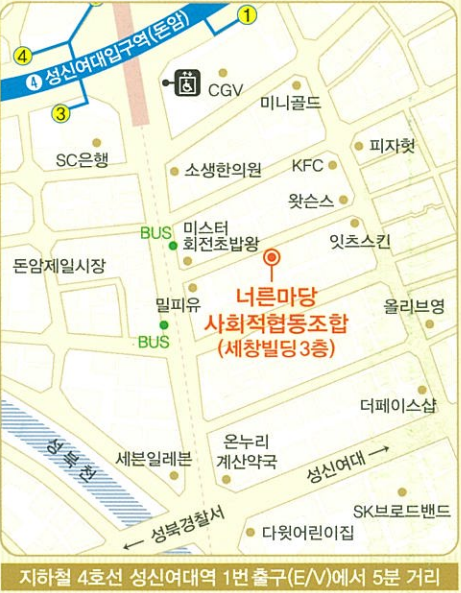 1
4
④ 성신여대입구역(돈암)
3
CGV
미니골드
SC은행
소생한의원
KFC
피자헛
왓슨스
BUS
미스터
회전초밥왕
잇츠스킨
돈암제일시장
밀피유
너른마당
사회적협동조합
(세창빌딩 3층)
올리브영
BUS
더페이스샵
성북천
세븐일레븐
온누리
계산약국
성신여대 →
← 성북경찰서
SK브로드밴드
다윗어린이집
지하철 4호선 성신여대역 1번 출구(E/V)에서 5분 거리